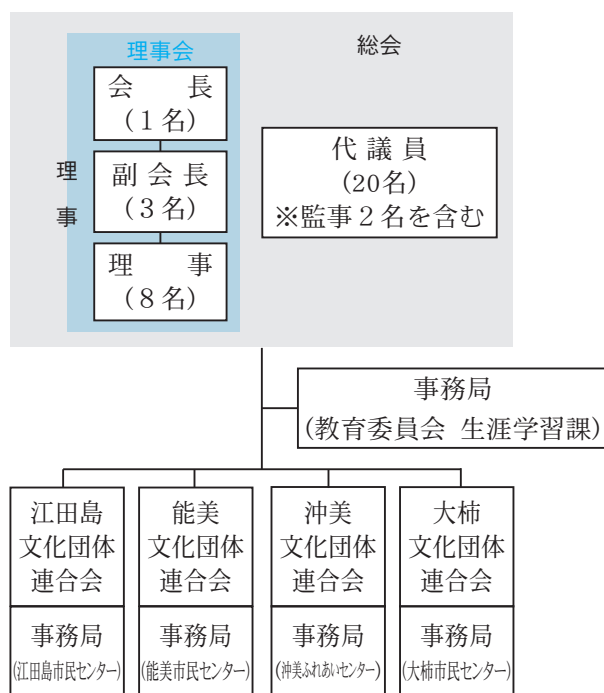 総会
理事会
会長
(1名)
副会長
(3名)
理事
(8名)
理
事
代議員
(20名)
※監事2名を含む
事務局
(教育委員会 生涯学習課)
江田島
文化団体
連合会
事務局
(江田島市民センター)
能美
文化団体
連合会
事務局
(能美市民センター)
沖美
文化団体
連合会
事務局
(沖美ふれあいセンター)
大柿
文化団体
連合会
事務局
(大柿市民センター)